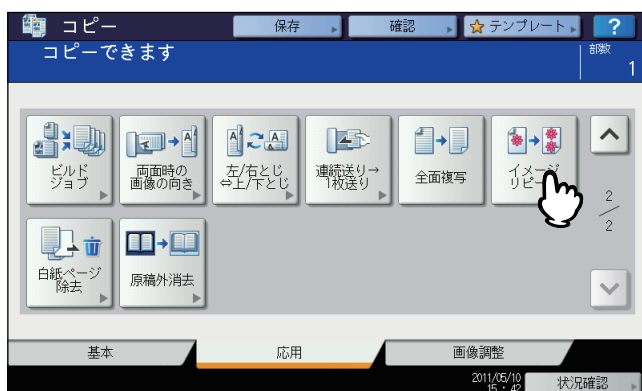 コピー
保存
確認
テンプレート
?
コピーできます
部数
1
ビルド
ジョブ
両面時の
画像の向き
左/右とじ
⇔上/下とじ
連続送り→
1枚送り
全面複写
イメージ
リピート
白紙ページ
除去
原稿外消去
2
2
基本
応用
画像調整
2011/05/10
15:42
状況確認